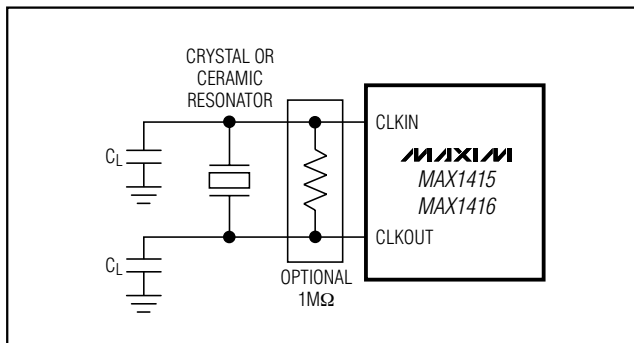 CRYSTAL OR
CERAMIC
RESONATOR
CLKIN
CL
MAXIM
MAX1415
MAX1416
CLKOUT
CL
OPTIONAL
1MΩ